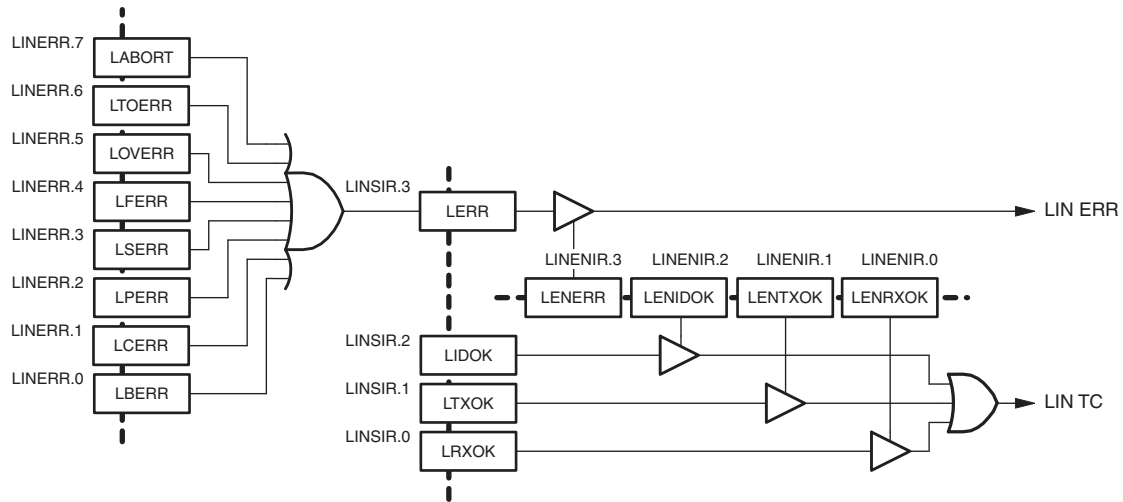 LINERR.7
LABORT
LINERR.6
LTOERR
LINERR.5
LOVERR
LINERR.4
LFERR
LINERR.3
LSERR
LINERR.2
LPERR
LINERR.1
LCERR
LINERR.0
LBERR
LINSIR.3
LERR
LIN ERR
LINENIR.3
LINENIR.2
LINENIR.1
LINENIR.0
LENERR
LENIDOK
LENTXOK
LENRXOK
LINSIR.2
LIDOK
LINSIR.1
LTXOK
LIN TC
LINSIR.0
LRXOK